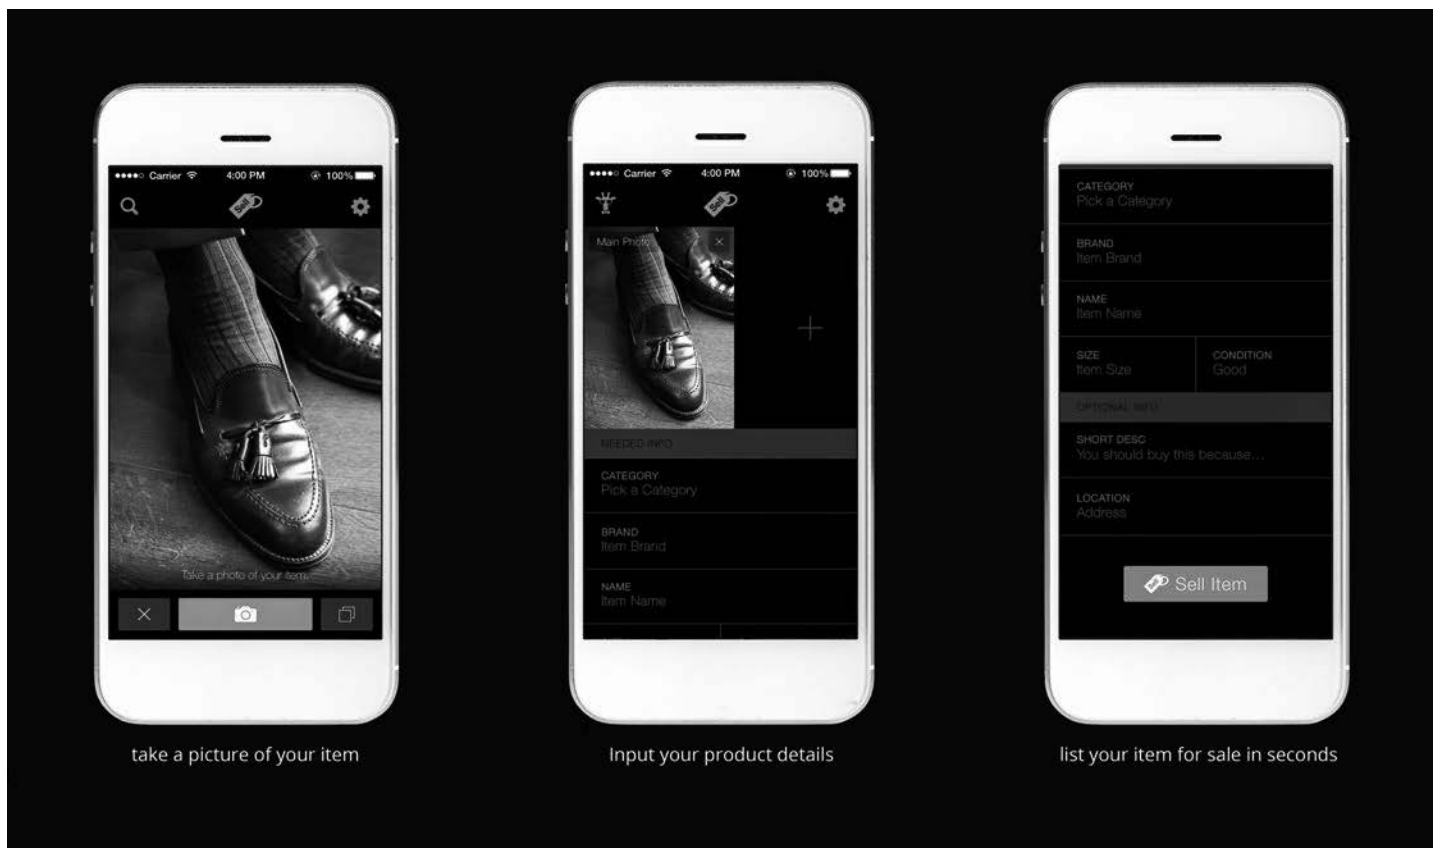 Carrier
4:00 PM
100%
Sell
Take a photo of your item.
take a picture of your item
Carrier
4:00 PM
100%
Sell
Main Photo
NEEDED INFO
CATEGORY
Pick a Category
BRAND
Item Brand
NAME
Item Name
Input your product details
CATEGORY
Pick a Category
BRAND
Item Brand
NAME
Item Name
SIZE
Item Size
CONDITION
Good
OPTIONAL INFO
SHORT DESC
You should buy this because...
LOCATION
Address
Sell Item
list your item for sale in seconds